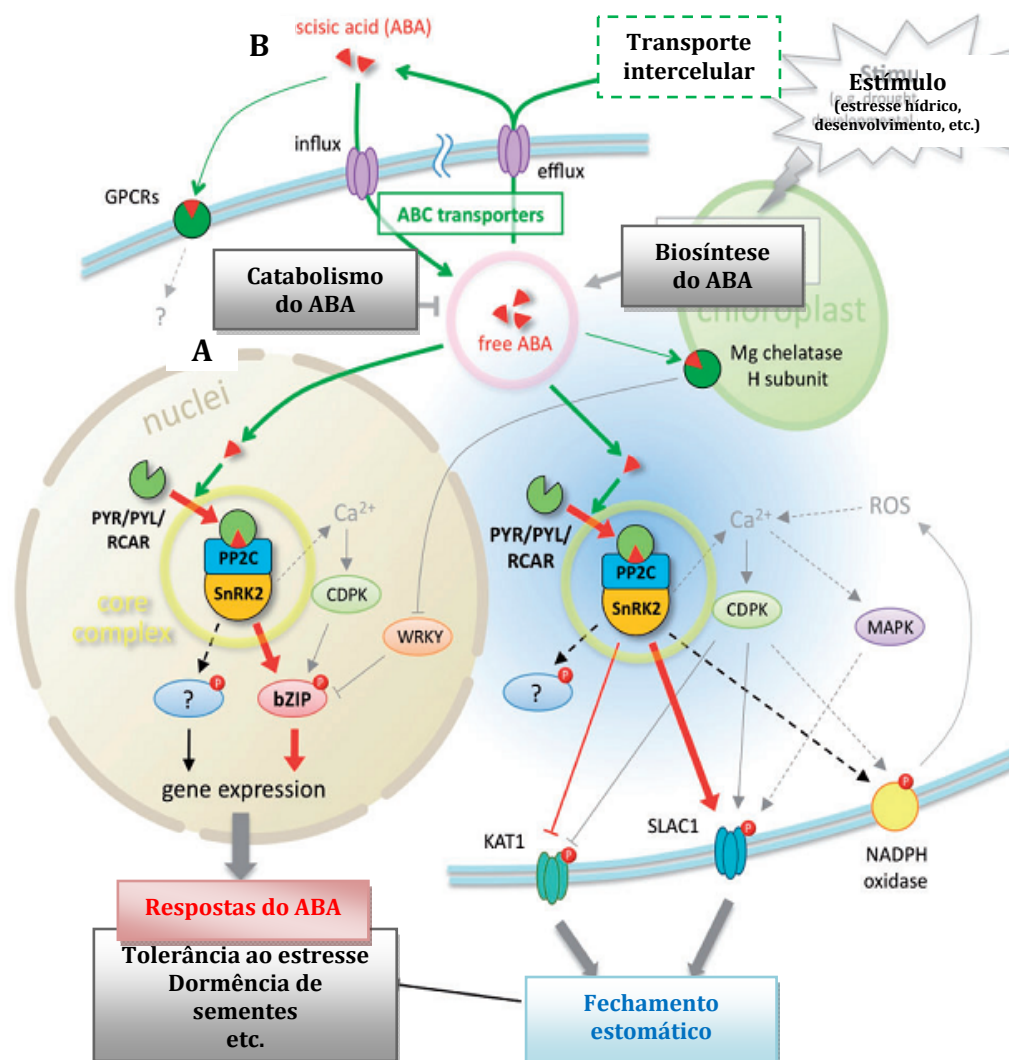 B
scisic acid (ABA)
Transporte
intercelular
Estímulo
(estresse hídrico,
desenvolvimento, etc.)
influx
efflux
GPCRs
ABC transporters
Catabolismo
do ABA
Biosíntese
do ABA
chloroplast
?
free ABA
Mg chelatase
H subunit
A
nuclei
PYR/PYL/
RCAR
PP2C
SnRK2
Ca2+
CDPK
core
complex
WRKY
?
P
bZIP
P
gene expression
PYR/PYL/
RCAR
PP2C
SnRK2
Ca2+
ROS
CDPK
MAPK
?
P
KAT1
P
SLAC1
P
P
NADPH
oxidase
Respostas do ABA
Tolerância ao estresse
Dormência de
sementes
etc.
Fechamento
estomático